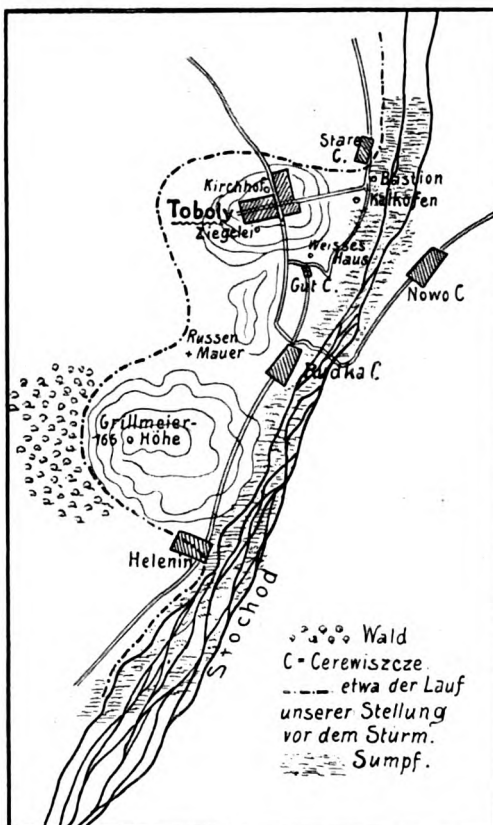 Stare
C.
Bastion
Kirchhof
Kalköfen
Toboly
Ziegelei
Weisses
Haus
Gut C.
Nowo C
Russen
+ Mauer
Rudka C.
Grillmeier-
166 Höhe
Helenin
Stochod
Wald
C = Cerewiszcze.
etwa der Lauf
unserer Stellung
vor dem Sturm.
Sumpf.